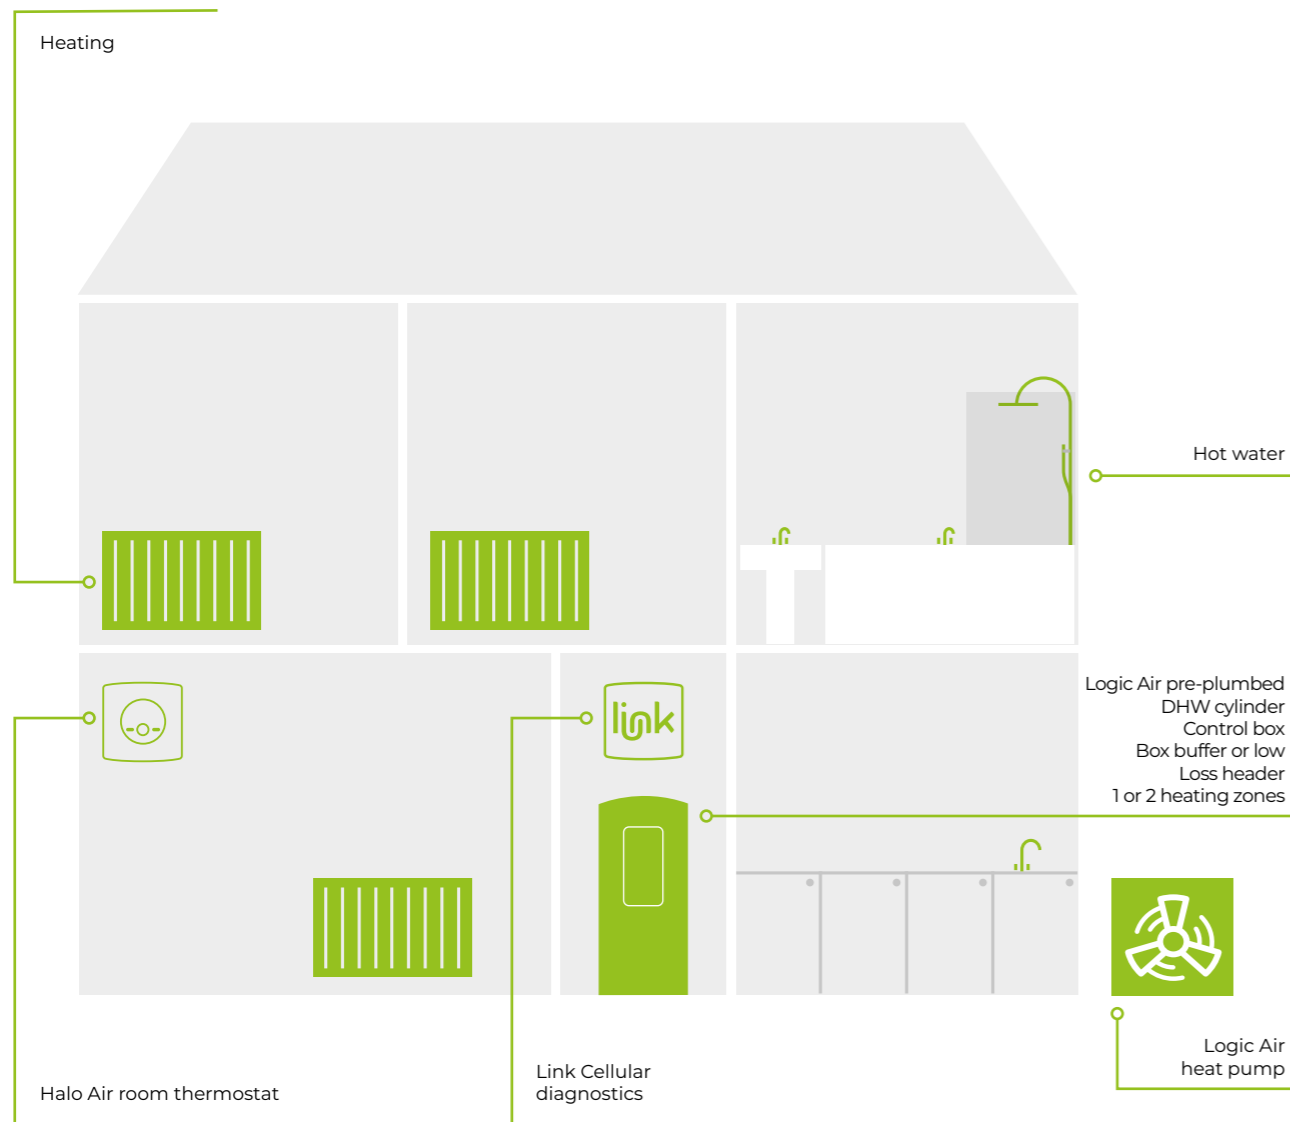 Heating
Hot water
link
Logic Air pre-plumbed
DHW cylinder
Control box
Box buffer or low
Loss header
1 or 2 heating zones
Logic Air
heat pump
Link Cellular
diagnostics
Halo Air room thermostat